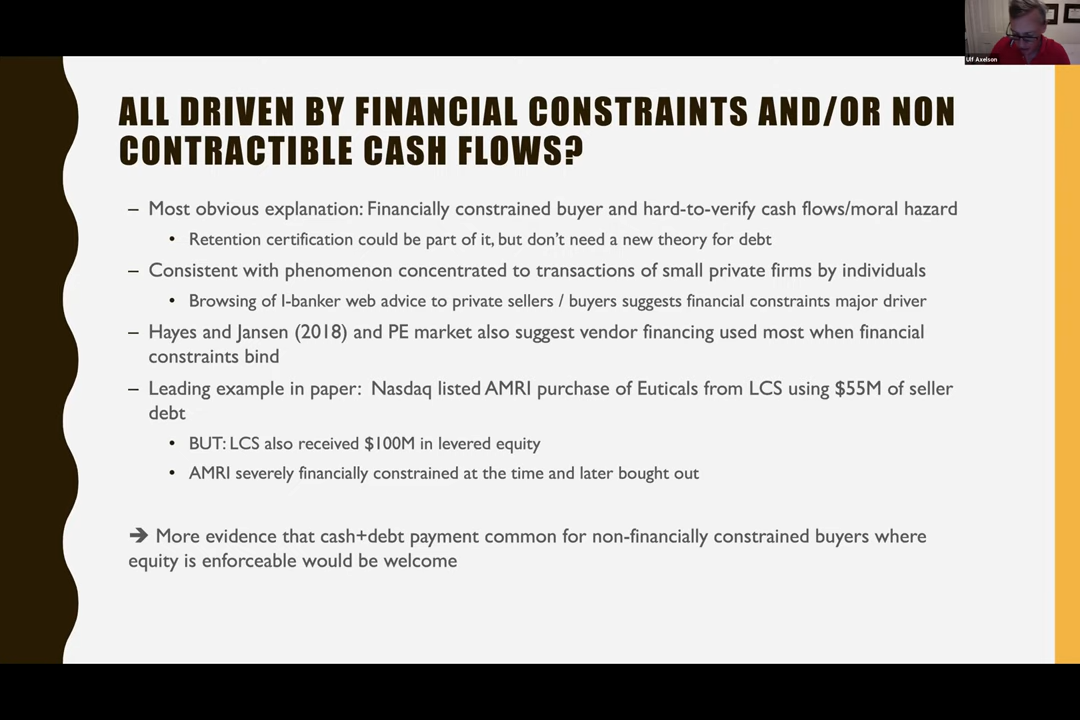 Ulf Axelson
ALL DRIVEN BY FINANCIAL CONSTRAINTS AND/OR NON
CONTRACTIBLE CASH FLOWS?
– Most obvious explanation: Financially constrained buyer and hard-to-verify cash flows/moral hazard
• Retention certification could be part of it, but don't need a new theory for debt
– Consistent with phenomenon concentrated to transactions of small private firms by individuals
• Browsing of I-banker web advice to private sellers / buyers suggests financial constraints major driver
– Hayes and Jansen (2018) and PE market also suggest vendor financing used most when financial
constraints bind
– Leading example in paper: Nasdaq listed AMRI purchase of Euticals from LCS using $55M of seller
debt
• BUT: LCS also received $100M in levered equity
• AMRI severely financially constrained at the time and later bought out
➔ More evidence that cash+debt payment common for non-financially constrained buyers where
equity is enforceable would be welcome